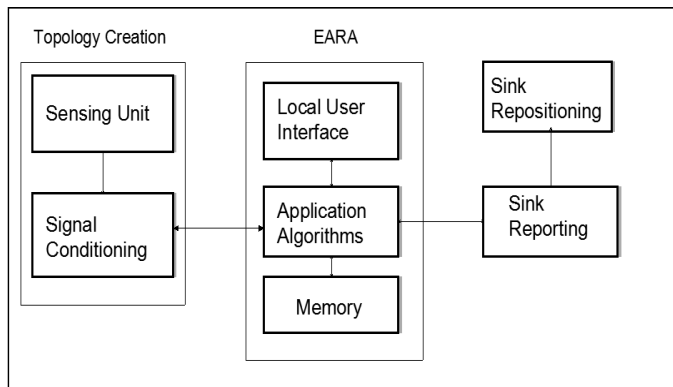 Topology Creation
EARA
Sensing Unit
Signal
Conditioning
Local User
Interface
Application
Algorithms
Memory
Sink
Repositioning
Sink
Reporting